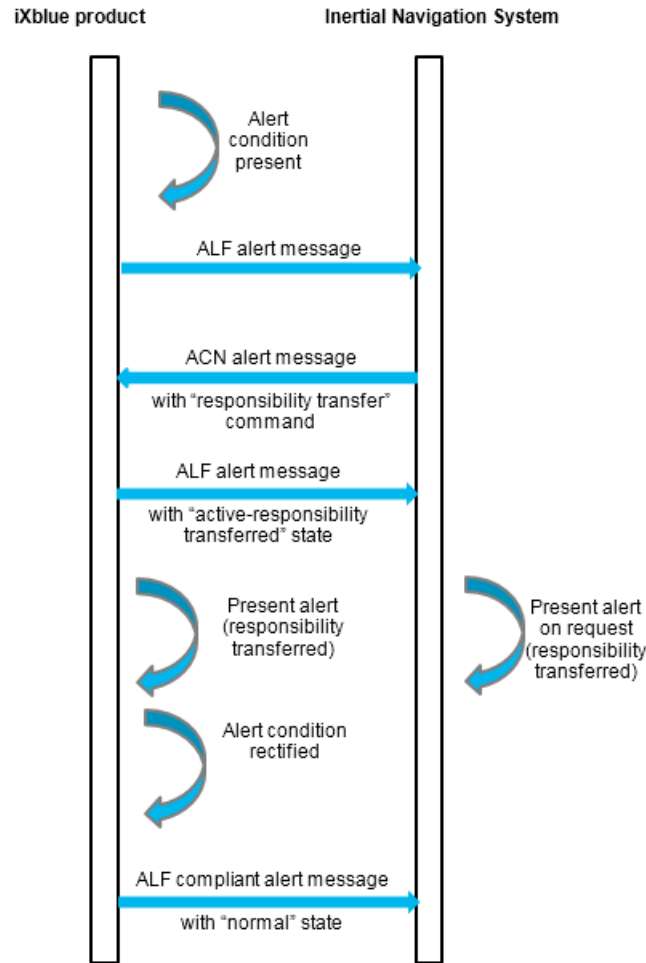 iXblue product
Inertial Navigation System
Alert
condition
present
ALF alert message
ACN alert message
with “responsibility transfer”
command
ALF alert message
with “active-responsibility
transferred” state
Present alert
(responsibility
transferred)
Present alert
on request
(responsibility
transferred)
Alert condition
rectified
ALF compliant alert message
with “normal” state